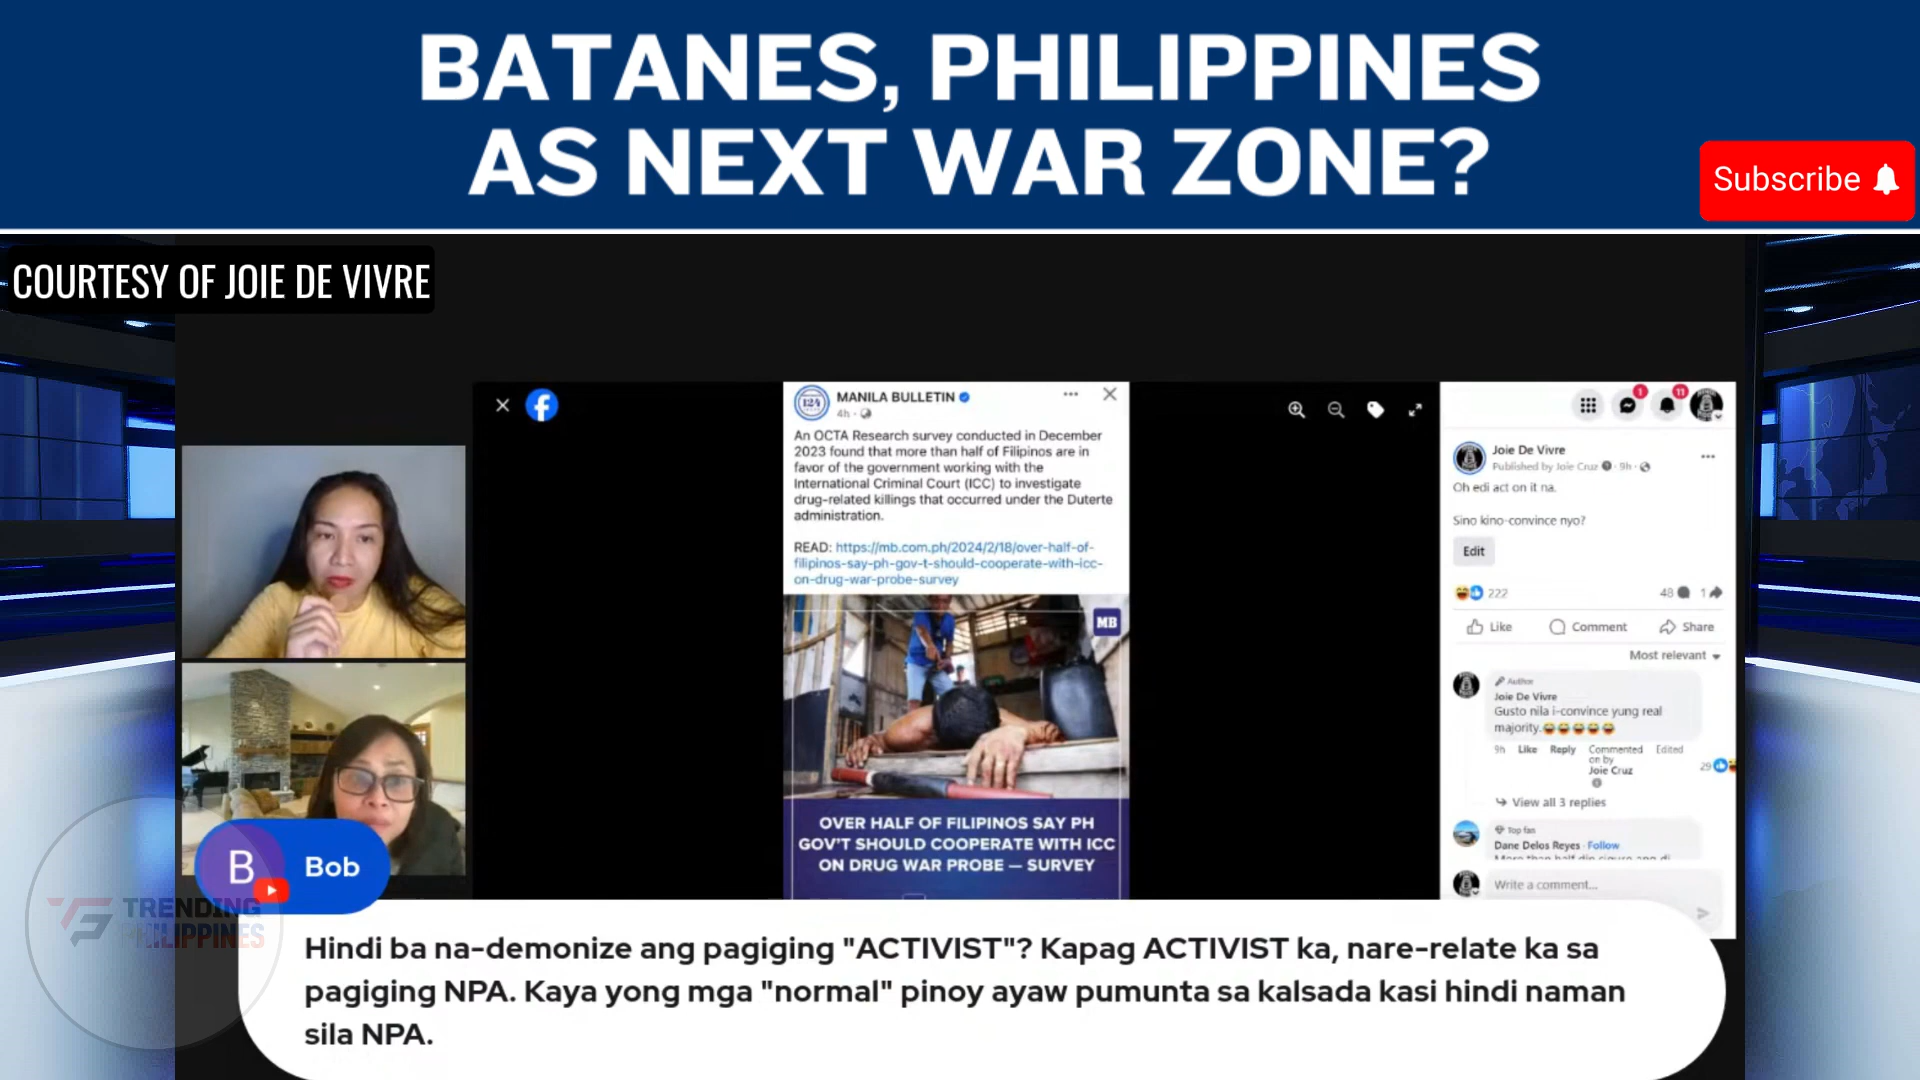 BATANES, PHILIPPINES
AS NEXT WAR ZONE?
Subscribe
COURTESY OF JOIE DE VIVRE
MANILA BULLETIN
4h
An OCTA Research survey conducted in December
2023 found that more than half of Filipinos are in
favor of the government working with the
International Criminal Court (ICC) to investigate
drug-related killings that occurred under the Duterte
administration.
READ: https://mb.com.ph/2024/2/18/over-half-of-
filipinos-say-ph-gov-t-should-cooperate-with-icc-
on-drug-war-probe-survey
MB
OVER HALF OF FILIPINOS SAY PH
GOV'T SHOULD COOPERATE WITH ICC
ON DRUG WAR PROBE — SURVEY
1
11
Joie De Vivre
Published by Joie Cruz · 9h
Oh edi act on it na.
Sino kino-convince nyo?
Edit
222
48
1
Like
Comment
Share
Most relevant
Author
Joie De Vivre
Gusto nila i-convince yung real
majority.
9h Like Reply Commented
on by
Joie Cruz
Edited
29
View all 3 replies
Top fan
Dane Delos Reyes · Follow
Write a comment...
B
Bob
TRENDING
PHILIPPINES
Hindi ba na-demonize ang pagiging "ACTIVIST"? Kapag ACTIVIST ka, nare-relate ka sa
pagiging NPA. Kaya yong mga "normal" pinoy ayaw pumunta sa kalsada kasi hindi naman
sila NPA.